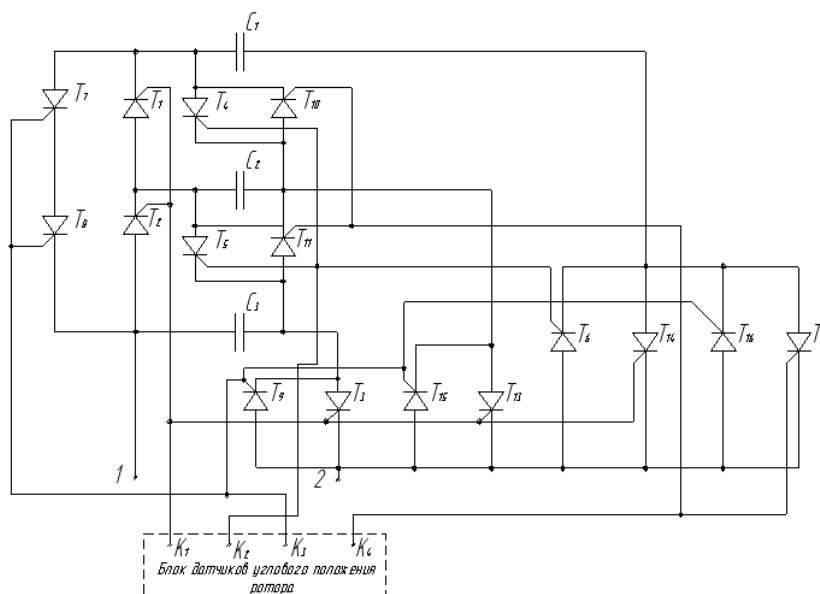 C1
T7
T1
T4
T10
C2
T8
T2
T5
T11
C3
T6
T14
T16
T
T9
T3
T15
T13
1
2
K1
K2
K3
K4
Блок датчиков углового положения
ротора